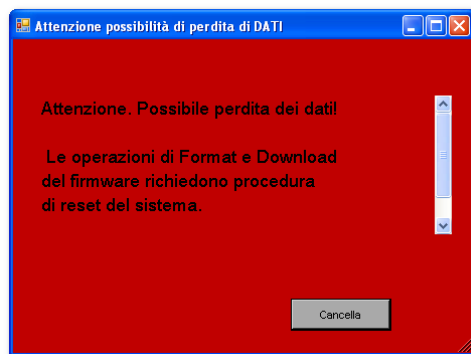 Attenzione possibilità di perdita di DATI
Attenzione. Possibile perdita dei dati!
Le operazioni di Format e Download
del firmware richiedono procedura
di reset del sistema.
Cancella